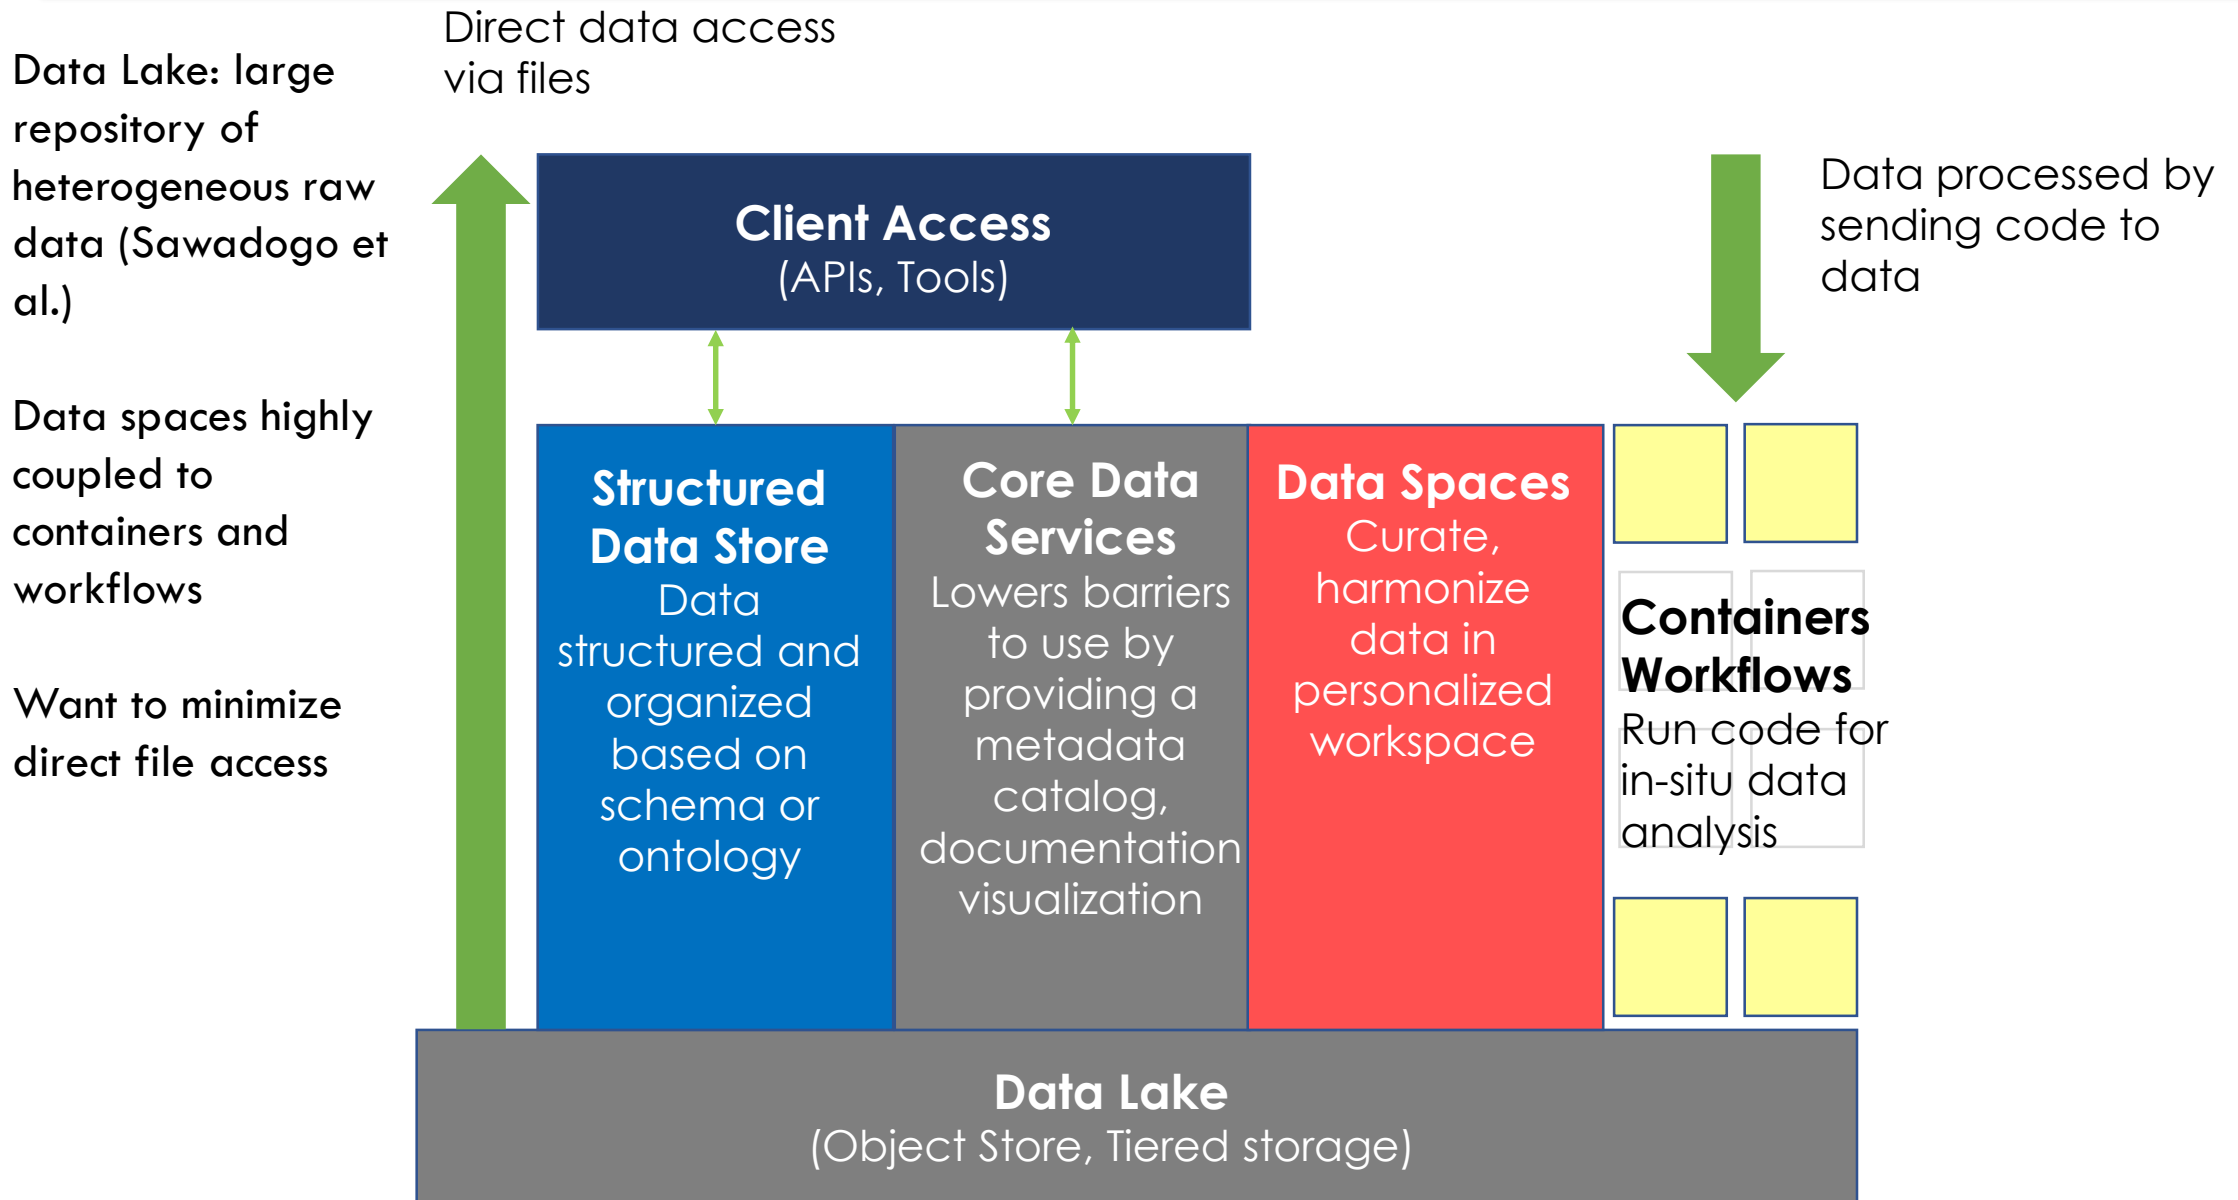 Data Lake: large
repository of
heterogeneous raw
data (Sawadogo et
al.)
Data spaces highly
coupled to
containers and
workflows
Want to minimize
direct file access
Direct data access
via files
Client Access
(APIs, Tools)
Data processed by
sending code to
data
Structured
Data Store
Data
structured and
organized
based on
schema or
ontology
Core Data
Services
Lowers barriers
to use by
providing a
metadata
catalog,
documentation
visualization
Data Spaces
Curate,
harmonize
data in
personalized
workspace
Containers
Workflows
Run code for
in-situ data
analysis
Data Lake
(Object Store, Tiered storage)